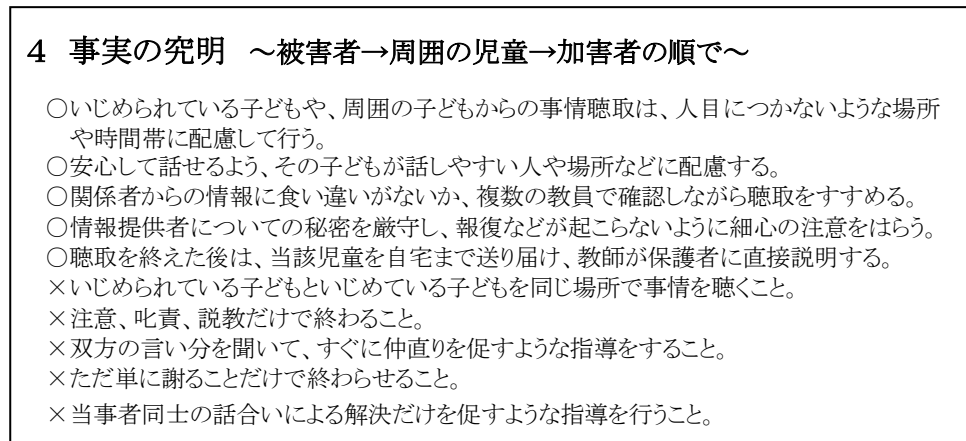 4 事実の究明 ～被害者→周囲の児童→加害者の順で～
○いじめられている子どもや、周囲の子どもからの事情聴取は、人目につかないような場所
や時間帯に配慮して行う。
○安心して話せるよう、その子どもが話しやすい人や場所などに配慮する。
○関係者からの情報に食い違いがないか、複数の教員で確認しながら聴取をすすめる。
○情報提供者についての秘密を厳守し、報復などが起こらないように細心の注意をはらう。
○聴取を終えた後は、当該児童を自宅まで送り届け、教師が保護者に直接説明する。
×いじめられている子どもといじめている子どもを同じ場所で事情を聴くこと。
×注意、叱責、説教だけで終わること。
×双方の言い分を聞いて、すぐに仲直りを促すような指導をすること。
×ただ単に謝ることだけで終わらせること。
×当事者同士の話合いによる解決だけを促すような指導を行うこと。